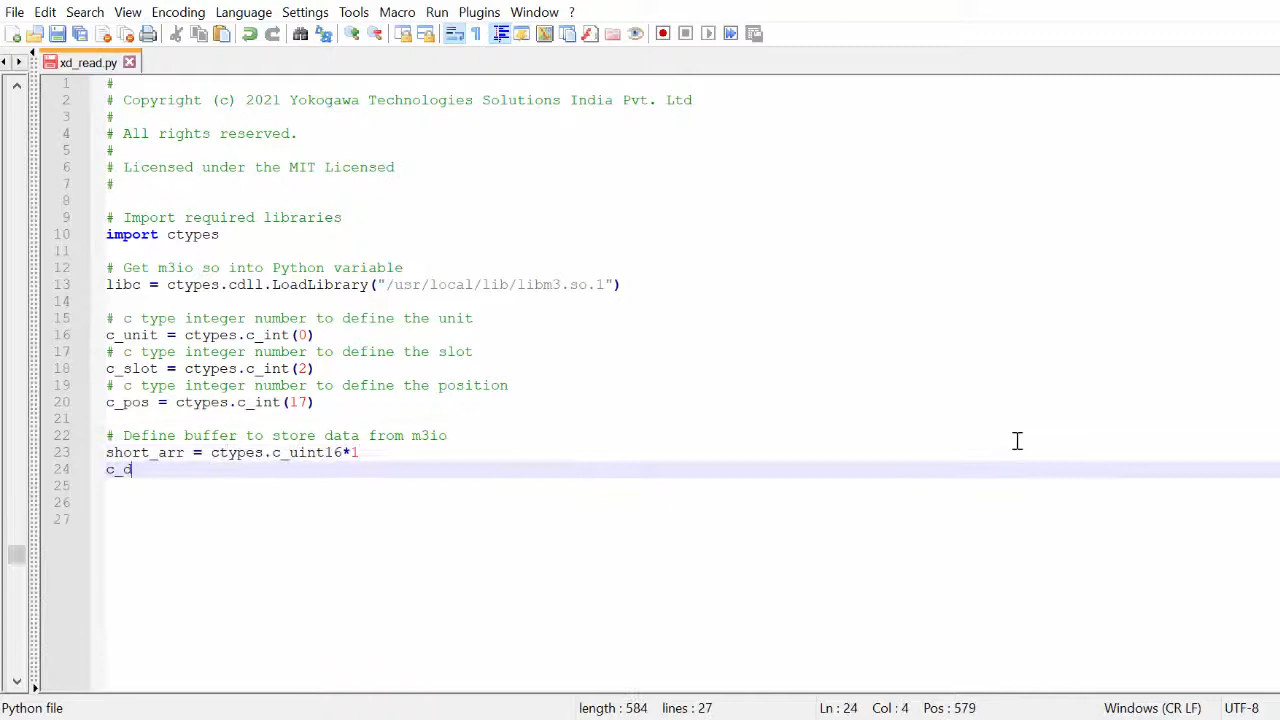 File Edit Search View Encoding Language Settings Tools Macro Run Plugins Window ?
xd_read.py
1 #
2 # Copyright (c) 2021 Yokogawa Technologies Solutions India Pvt. Ltd
3 #
4 # All rights reserved.
5 #
6 # Licensed under the MIT Licensed
7 #
8
9 # Import required libraries
10 import ctypes
11
12 # Get m3io so into Python variable
13 libc = ctypes.cdll.LoadLibrary("/usr/local/lib/libm3.so.1")
14
15 # c type integer number to define the unit
16 c_unit = ctypes.c_int(0)
17 # c type integer number to define the slot
18 c_slot = ctypes.c_int(2)
19 # c type integer number to define the position
20 c_pos = ctypes.c_int(17)
21
22 # Define buffer to store data from m3io
23 short_arr = ctypes.c_uint16*1
24 c_d
25
26
27
Python file length : 584 lines : 27 Ln : 24 Col : 4 Pos : 579 Windows (CR LF) UTF-8